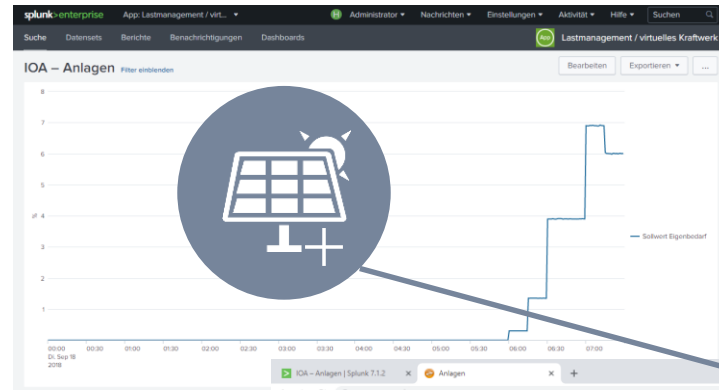 splunk>enterprise App: Lastmanagement / virt... H Administrator Nachrichten Einstellungen Aktivität Hilfe Suchen
Suche Datensets Berichte Benachrichtigungen Dashboards App Lastmanagement / virtuelles Kraftwerk
IOA – Anlagen Filter einblenden Bearbeiten Exportieren ...
8
7
6
5
4
3
2
1
Sollwert Eigenbedarf
00:00 00:30 01:00 01:30 02:00 02:30 03:00 03:30 04:00 04:30 05:00 05:30 06:00 06:30 07:00
Di. Sep 18
2018
IOA – Anlagen | Splunk 7.1.2 × Anlagen × +